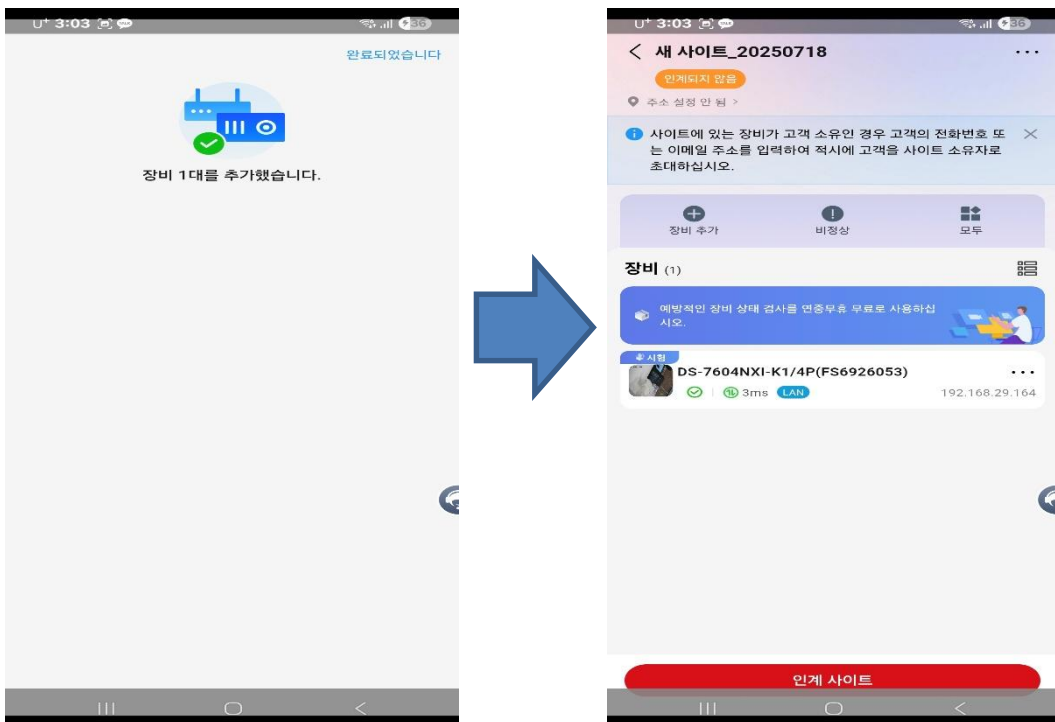 U+ 3:03
36
완료되었습니다
장비 1대를 추가했습니다.
U+ 3:03
36
새 사이트_20250718
인계되지 않음
주소 설정 안 됨 >
사이트에 있는 장비가 고객 소유인 경우 고객의 전화번호 또
는 이메일 주소를 입력하여 적시에 고객을 사이트 소유자로
초대하십시오.
장비 추가
비정상
모두
장비 (1)
예방적인 장비 상태 검사를 연중무휴 무료로 사용하십
시오.
시험
DS-7604NXI-K1/4P(FS6926053)
3ms LAN
192.168.29.164
인계 사이트